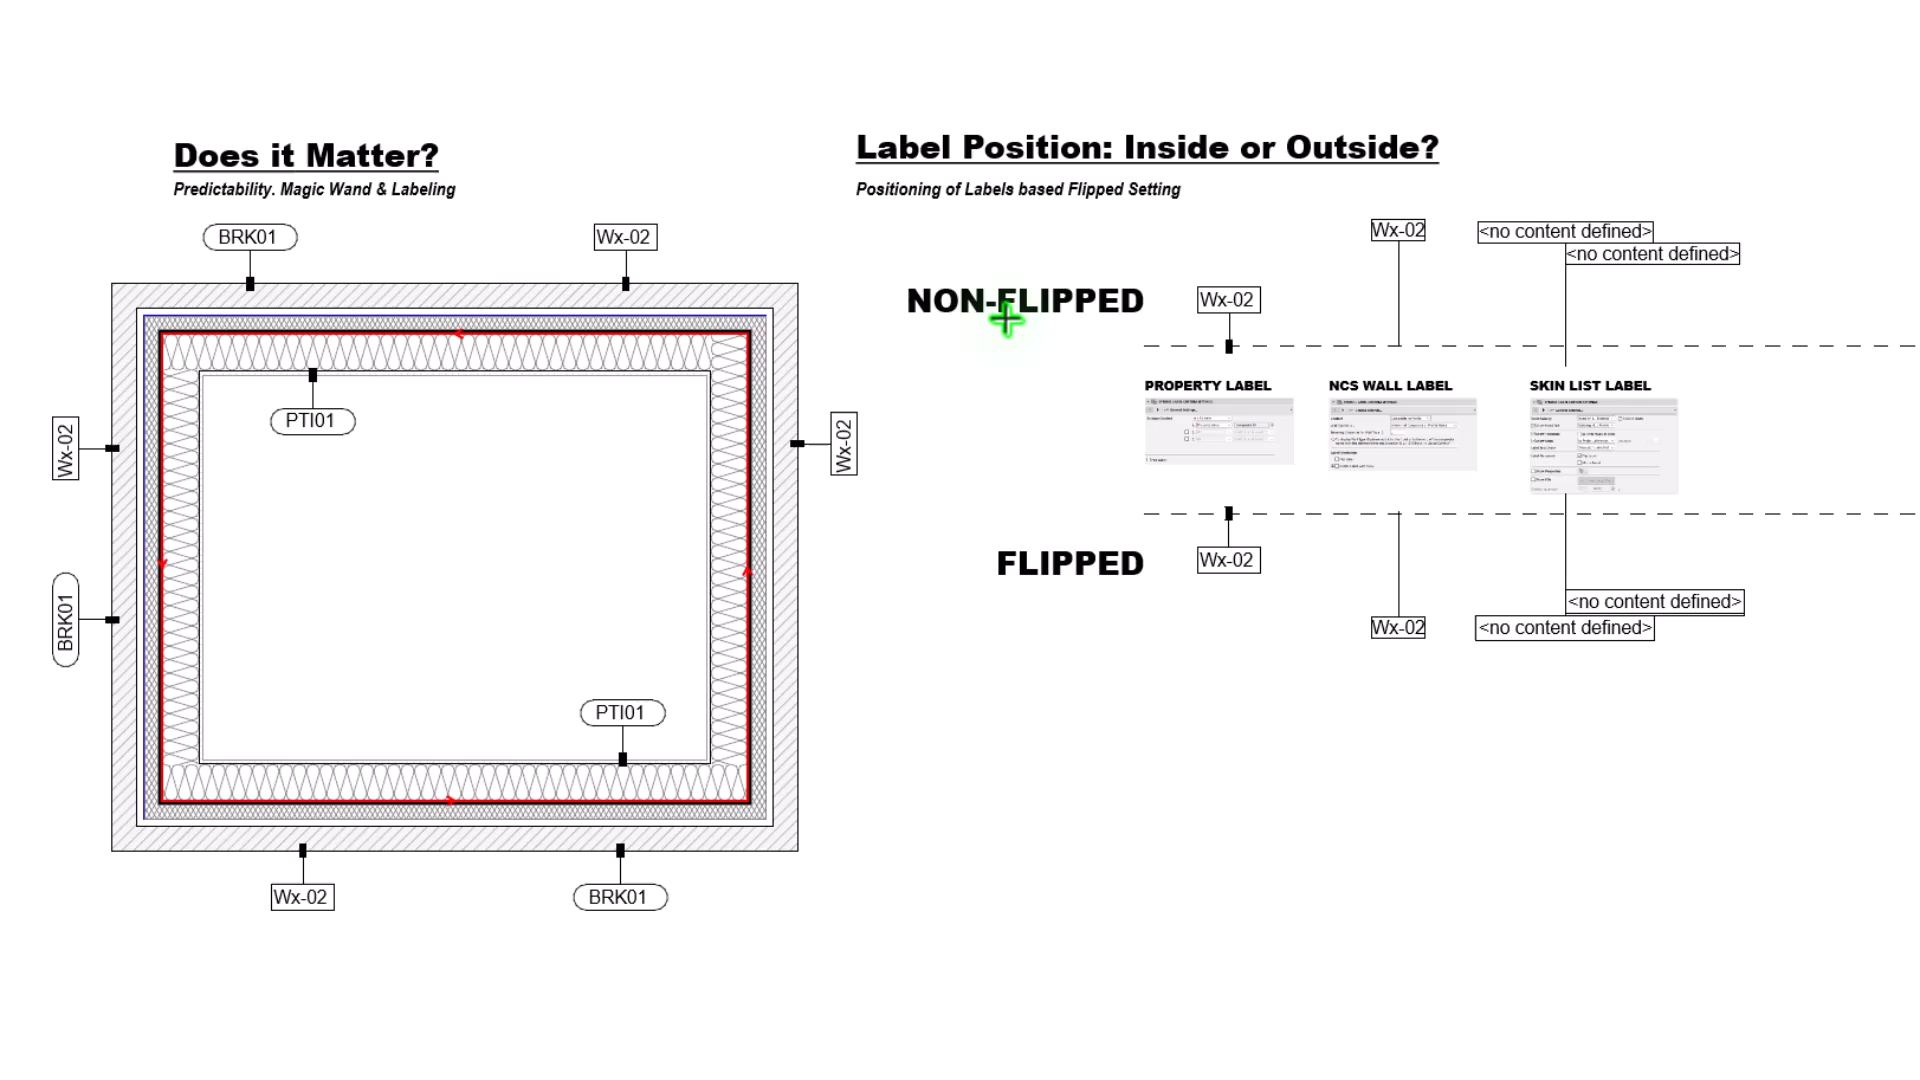 Does it Matter?
Predictability. Magic Wand & Labeling
BRK01
Wx-02
PTI01
Wx-02
Wx-02
BRK01
PTI01
Wx-02
BRK01
Label Position: Inside or Outside?
Positioning of Labels based Flipped Setting
Wx-02
<no content defined>
<no content defined>
NON-FLIPPED
Wx-02
PROPERTY LABEL
NCS WALL LABEL
SKIN LIST LABEL
FLIPPED
Wx-02
<no content defined>
Wx-02
<no content defined>